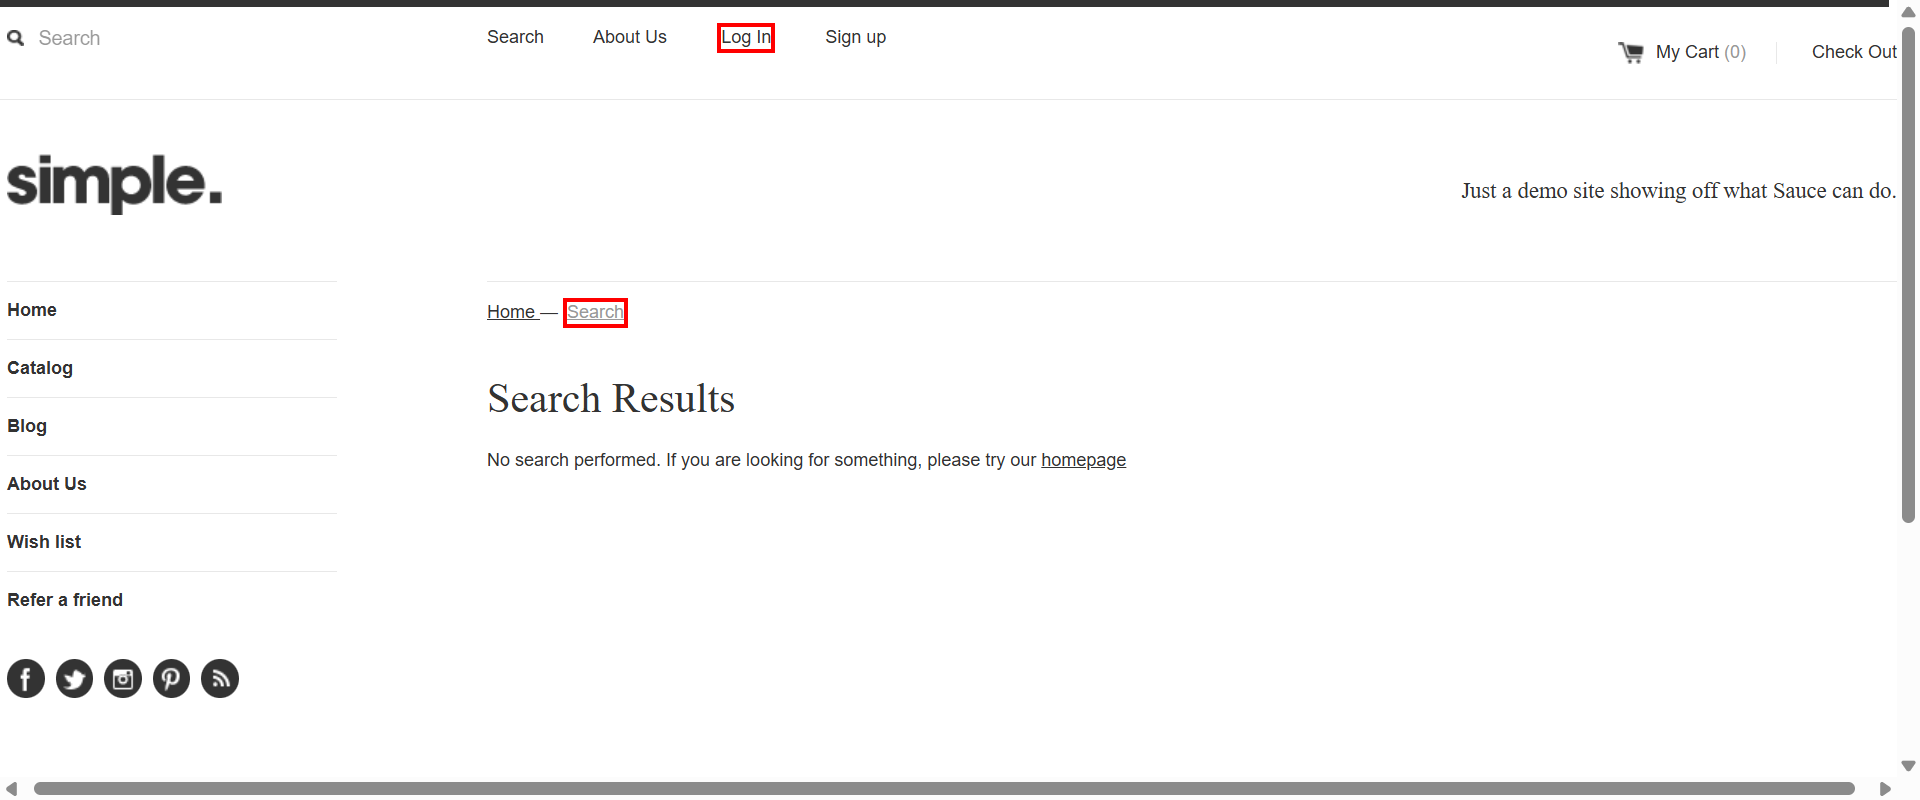 Search
Search About Us Log In Sign up
My Cart (0) Check Out
simple.
Just a demo site showing off what Sauce can do.
Home
Catalog
Blog
About Us
Wish list
Refer a friend
Home — Search
Search Results
No search performed. If you are looking for something, please try our homepage